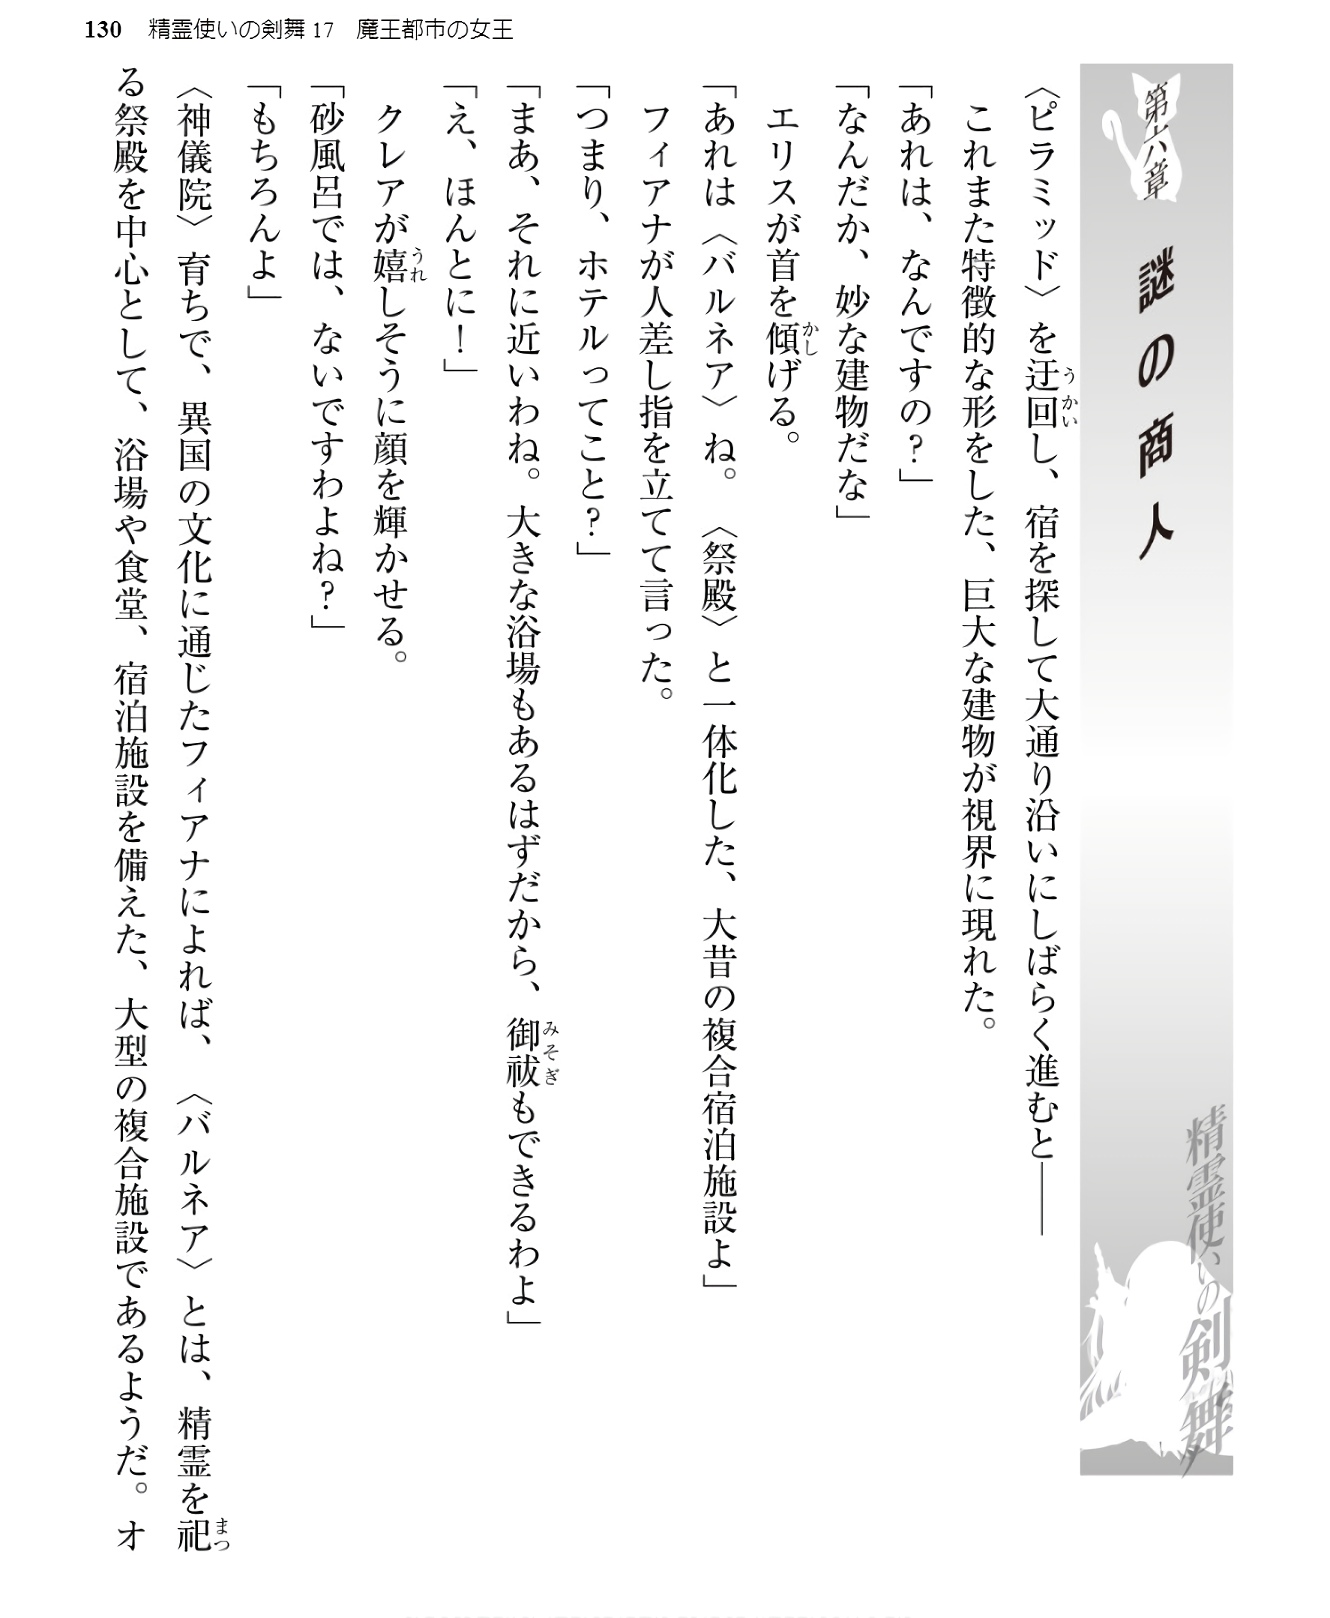 130 精霊使いの剣舞 17 魔王都市の女王
第六章 謎の商人
精霊使いの剣舞
〈ピラミッド〉を迂回し、宿を探して大通り沿いにしばらく進むと――
うかい
これまた特徴的な形をした、巨大な建物が視界に現れた。
「あれは、なんですの？」
「なんだか、妙な建物だな」
エリスが首を傾げる。
かし
「あれは〈バルネア〉ね。〈祭殿〉と一体化した、大昔の複合宿泊施設よ」
フィアナが人差し指を立てて言った。
「つまり、ホテルってこと？」
「まあ、それに近いわね。大きな浴場もあるはずだから、御祓もできるわよ」
みそぎ
「え、ほんとに！」
クレアが嬉しそうに顔を輝かせる。
うれ
「砂風呂では、ないですわよね？」
「もちろんよ」
〈神儀院〉育ちで、異国の文化に通じたフィアナによれば、〈バルネア〉とは、精霊を祀
まつ
る祭殿を中心として、浴場や食堂、宿泊施設を備えた、大型の複合施設であるようだ。オ